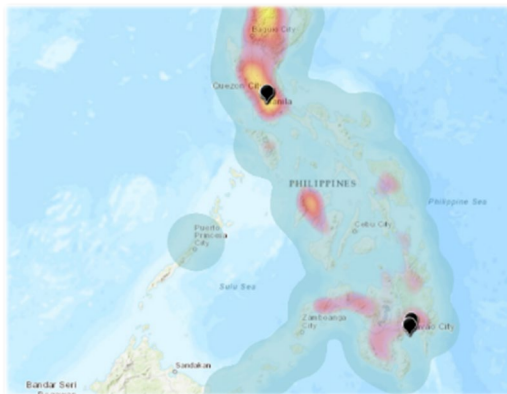 Baguio City
Quezon City
Manila
PHILIPPINES
Philippine Sea
Cebu City
Puerto
Princesa
City
Sulu Sea
Zamboanga
City
Davao City
Sandakan
Bandar Seri